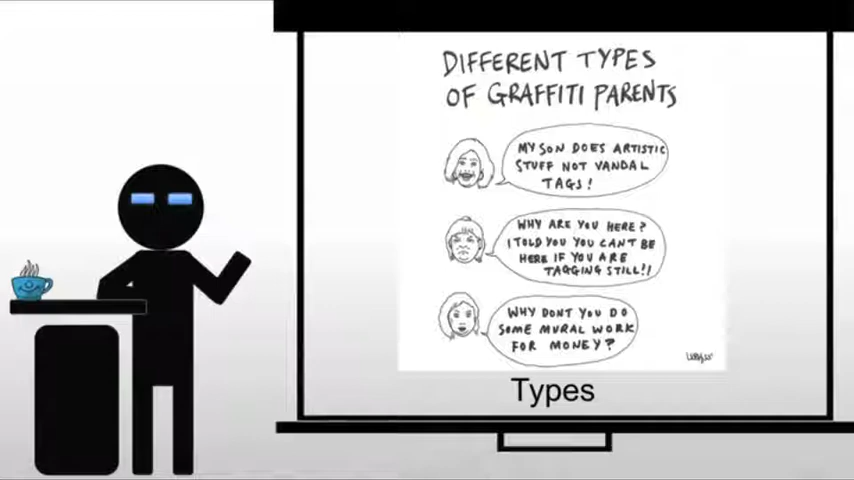 DIFFERENT TYPES
OF GRAFFITI PARENTS
MY SON DOES ARTISTIC
STUFF NOT VANDAL
TAGS!
WHY ARE YOU HERE?
I TOLD YOU YOU CAN'T BE
HERE IF YOU ARE
TAGGING STILL!!
WHY DONT YOU DO
SOME MURAL WORK
FOR MONEY?
Types